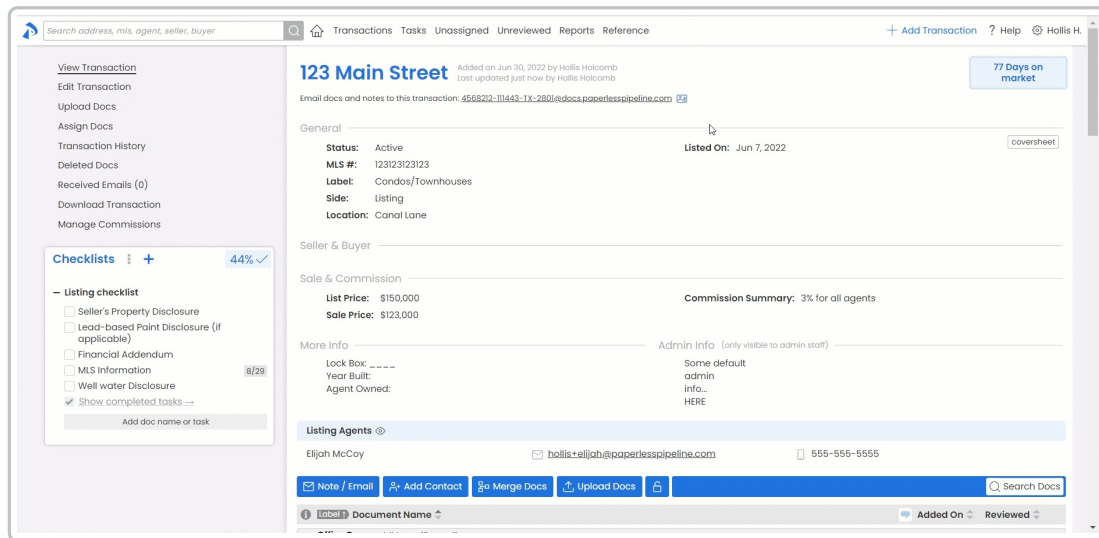 Search address, mls, agent, seller, buyer
Transactions Tasks Unassigned Unreviewed Reports Reference
+ Add Transaction ? Help Hollis H.
View Transaction
Edit Transaction
Upload Docs
Assign Docs
Transaction History
Deleted Docs
Received Emails (0)
Download Transaction
Manage Commissions
Checklists + 44%
– Listing checklist
Seller's Property Disclosure
Lead-based Paint Disclosure (if
applicable)
Financial Addendum
MLS Information 8/29
Well water Disclosure
Show completed tasks →
Add doc name or task
123 Main Street
Added on Jun 30, 2022 by Hollis Holcomb
Last updated just now by Hollis Holcomb
77 Days on
market
Email docs and notes to this transaction: 4568212-111443-TX-2801@docs.paperlesspipeline.com
General
coversheet
Status: Active
Listed On: Jun 7, 2022
MLS #: 123123123123
Label: Condos/Townhouses
Side: Listing
Location: Canal Lane
Seller & Buyer
Sale & Commission
List Price: $150,000
Commission Summary: 3% for all agents
Sale Price: $123,000
More Info
Lock Box: ____
Year Built:
Agent Owned:
Admin Info (only visible to admin staff)
Some default
admin
info...
HERE
Listing Agents
Elijah McCoy hollis+elijah@paperlesspipeline.com 555-555-5555
Note / Email Add Contact Merge Docs Upload Docs Search Docs
Label Document Name Added On Reviewed